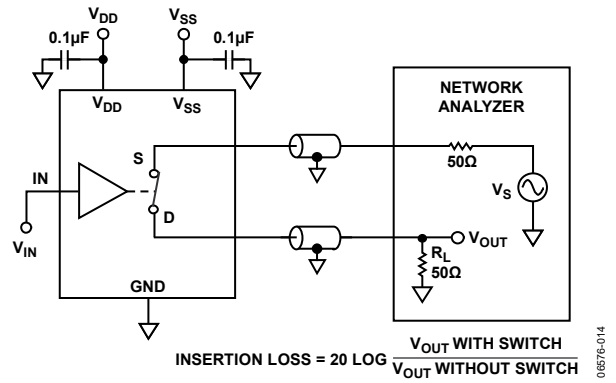 V_DD
V_SS
0.1µF
0.1µF
V_DD
V_SS
NETWORK
ANALYZER
S
50Ω
IN
V_S
D
V_OUT
V_IN
R_L
50Ω
GND
INSERTION LOSS = 20 LOG V_OUT WITH SWITCH / V_OUT WITHOUT SWITCH
06576-014